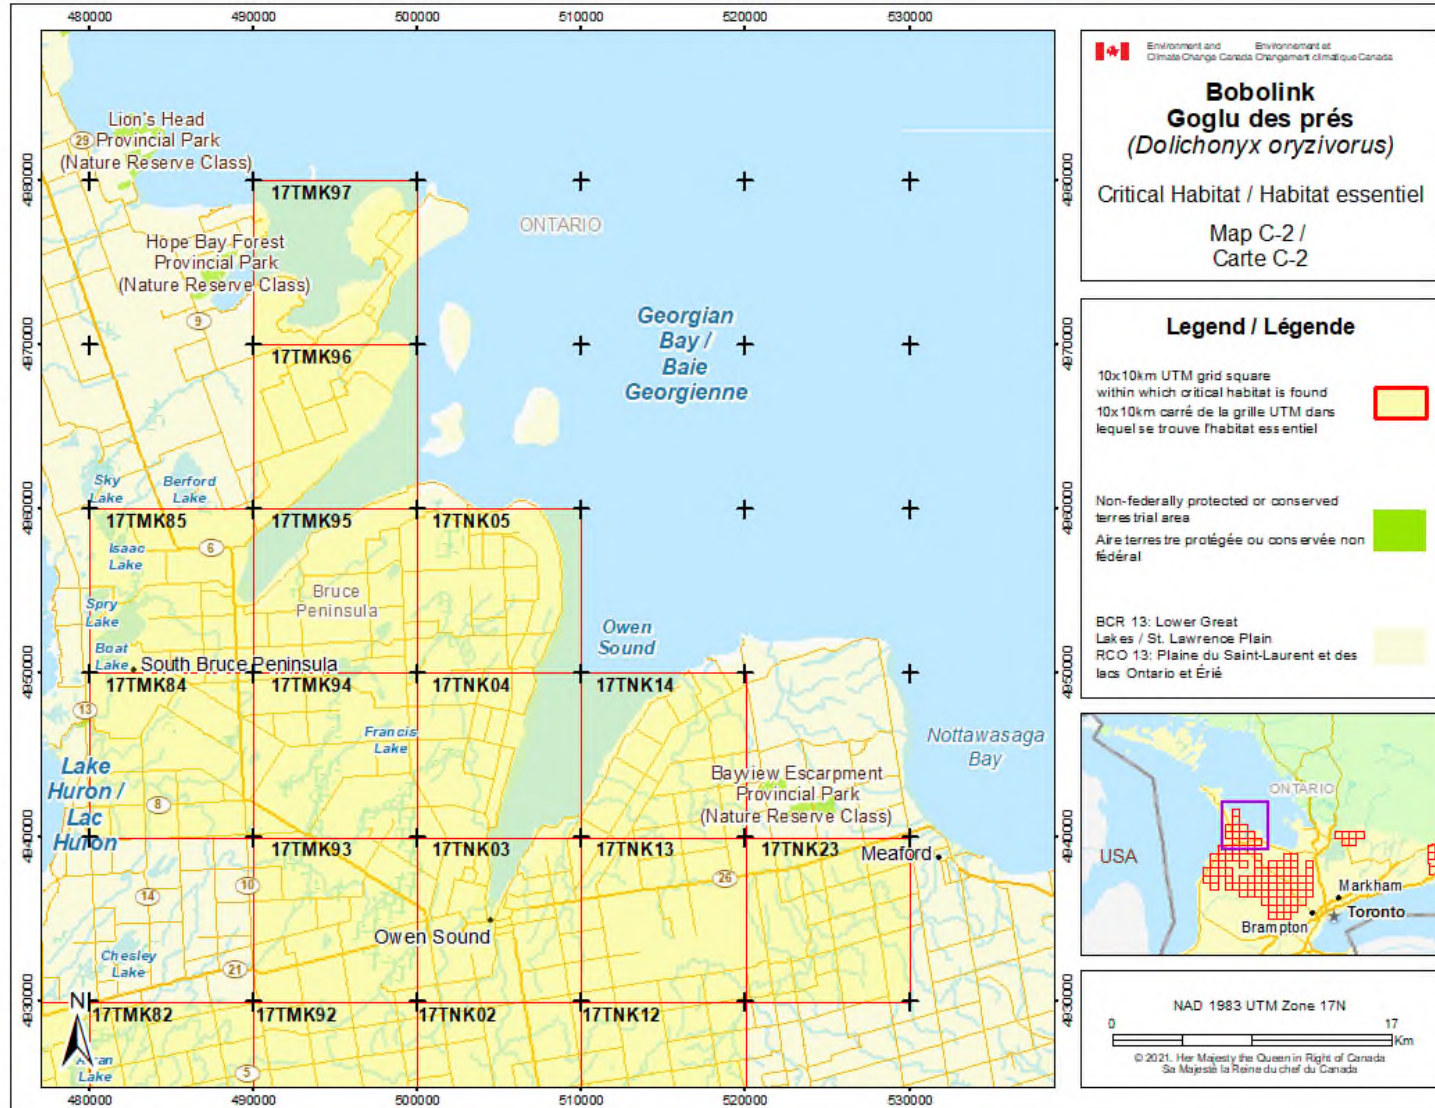 480000 490000 500000 510000 520000 530000
Lion's Head
Provincial Park
(Nature Reserve Class)
29
4980000
17TMK97
4980000
ONTARIO
Hope Bay Forest
Provincial Park
(Nature Reserve Class)
9
Georgian
Bay /
Baie
Georgienne
4970000
17TMK96
4970000
Sky
Lake
Berford
Lake
4960000
17TMK85 17TMK95 17TNK05
4960000
Isaac
Lake
6
Bruce
Peninsula
Spry
Lake
Owen
Sound
Boat
Lake
South Bruce Peninsula
4950000
17TMK84 17TMK94 17TNK04 17TNK14
4950000
13
Francis
Lake
Nottawasaga
Bay
Lake
Huron /
Lac
Huron
8
Bayview Escarpment
Provincial Park
(Nature Reserve Class)
4940000
17TMK93 17TNK03 17TNK13 17TNK23
4940000
Meaford
26
10
14
Owen Sound
Chesley
Lake
21
N
4930000
17TMK82 17TMK92 17TNK02 17TNK12
4930000
Lake
5
480000 490000 500000 510000 520000 530000
Environment and
Climate Change Canada
Environnement et
Changement climatique Canada
Bobolink
Goglu des prés
(Dolichonyx oryzivorus)
Critical Habitat / Habitat essentiel
Map C-2 /
Carte C-2
Legend / Légende
10x10km UTM grid square
within which critical habitat is found
10x10km carré de la grille UTM dans
lequel se trouve l'habitat essentiel
Non-federally protected or conserved
terrestrial area
Aire terrestre protégée ou conservée non
fédéral
BCR 13: Lower Great
Lakes / St. Lawrence Plain
RCO 13: Plaine du Saint-Laurent et des
lacs Ontario et Érié
ONTARIO
USA
Markham
Toronto
Brampton
NAD 1983 UTM Zone 17N
0 17
Km
© 2021. Her Majesty the Queen in Right of Canada
Sa Majesté la Reine du chef du Canada